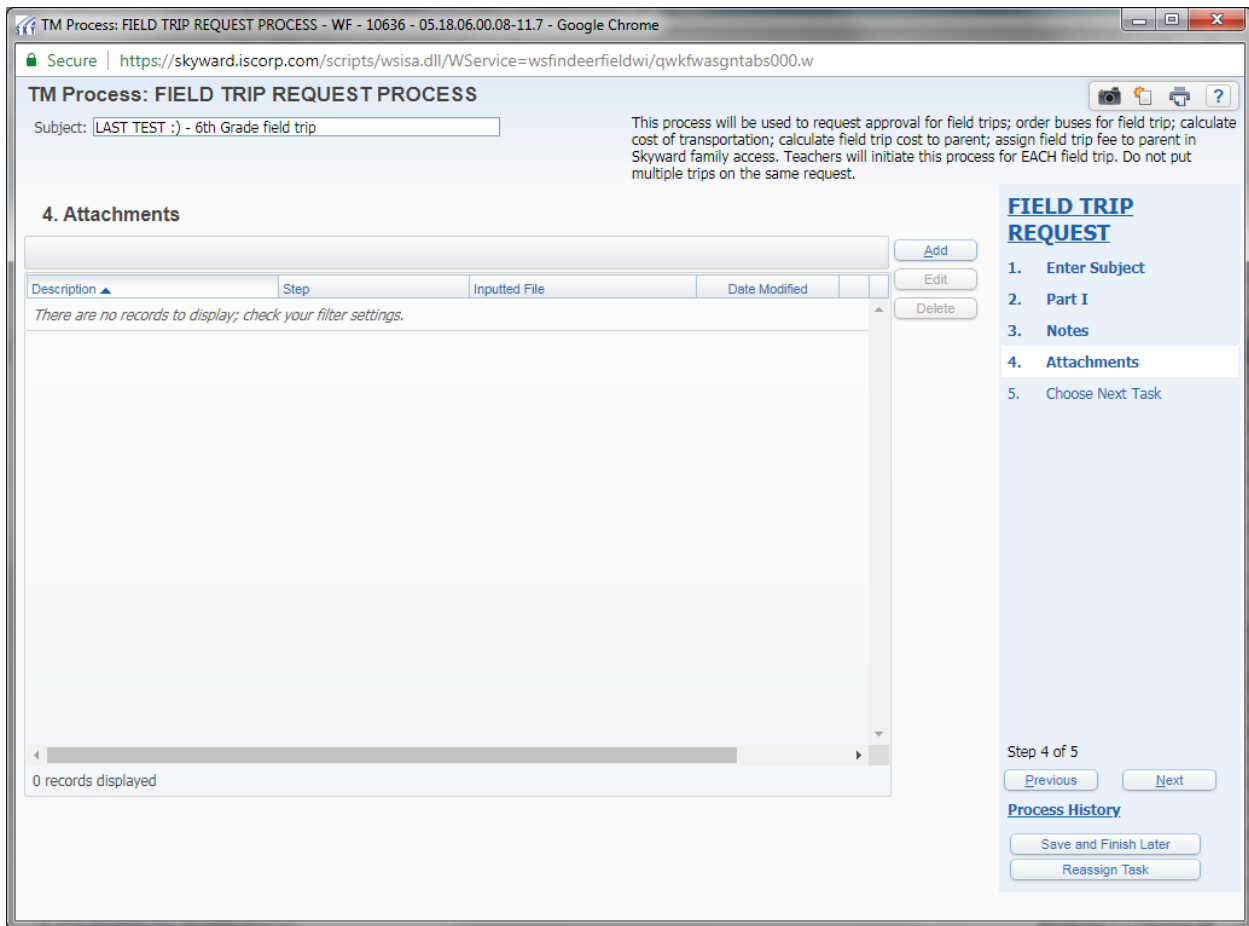 TM Process: FIELD TRIP REQUEST PROCESS - WF - 10636 - 05.18.06.00.08-11.7 - Google Chrome
Secure | https://skyward.iscorp.com/scripts/wsisa.dll/WService=wsfindeerfieldwi/qwkfwasgntabs000.w
TM Process: FIELD TRIP REQUEST PROCESS
Subject: LAST TEST :) - 6th Grade field trip
This process will be used to request approval for field trips; order buses for field trip; calculate
cost of transportation; calculate field trip cost to parent; assign field trip fee to parent in
Skyward family access. Teachers will initiate this process for EACH field trip. Do not put
multiple trips on the same request.
4. Attachments
Add
Edit
Delete
Description Step Inputted File Date Modified
There are no records to display; check your filter settings.
0 records displayed
FIELD TRIP
REQUEST
1. Enter Subject
2. Part I
3. Notes
4. Attachments
5. Choose Next Task
Step 4 of 5
Previous Next
Process History
Save and Finish Later
Reassign Task